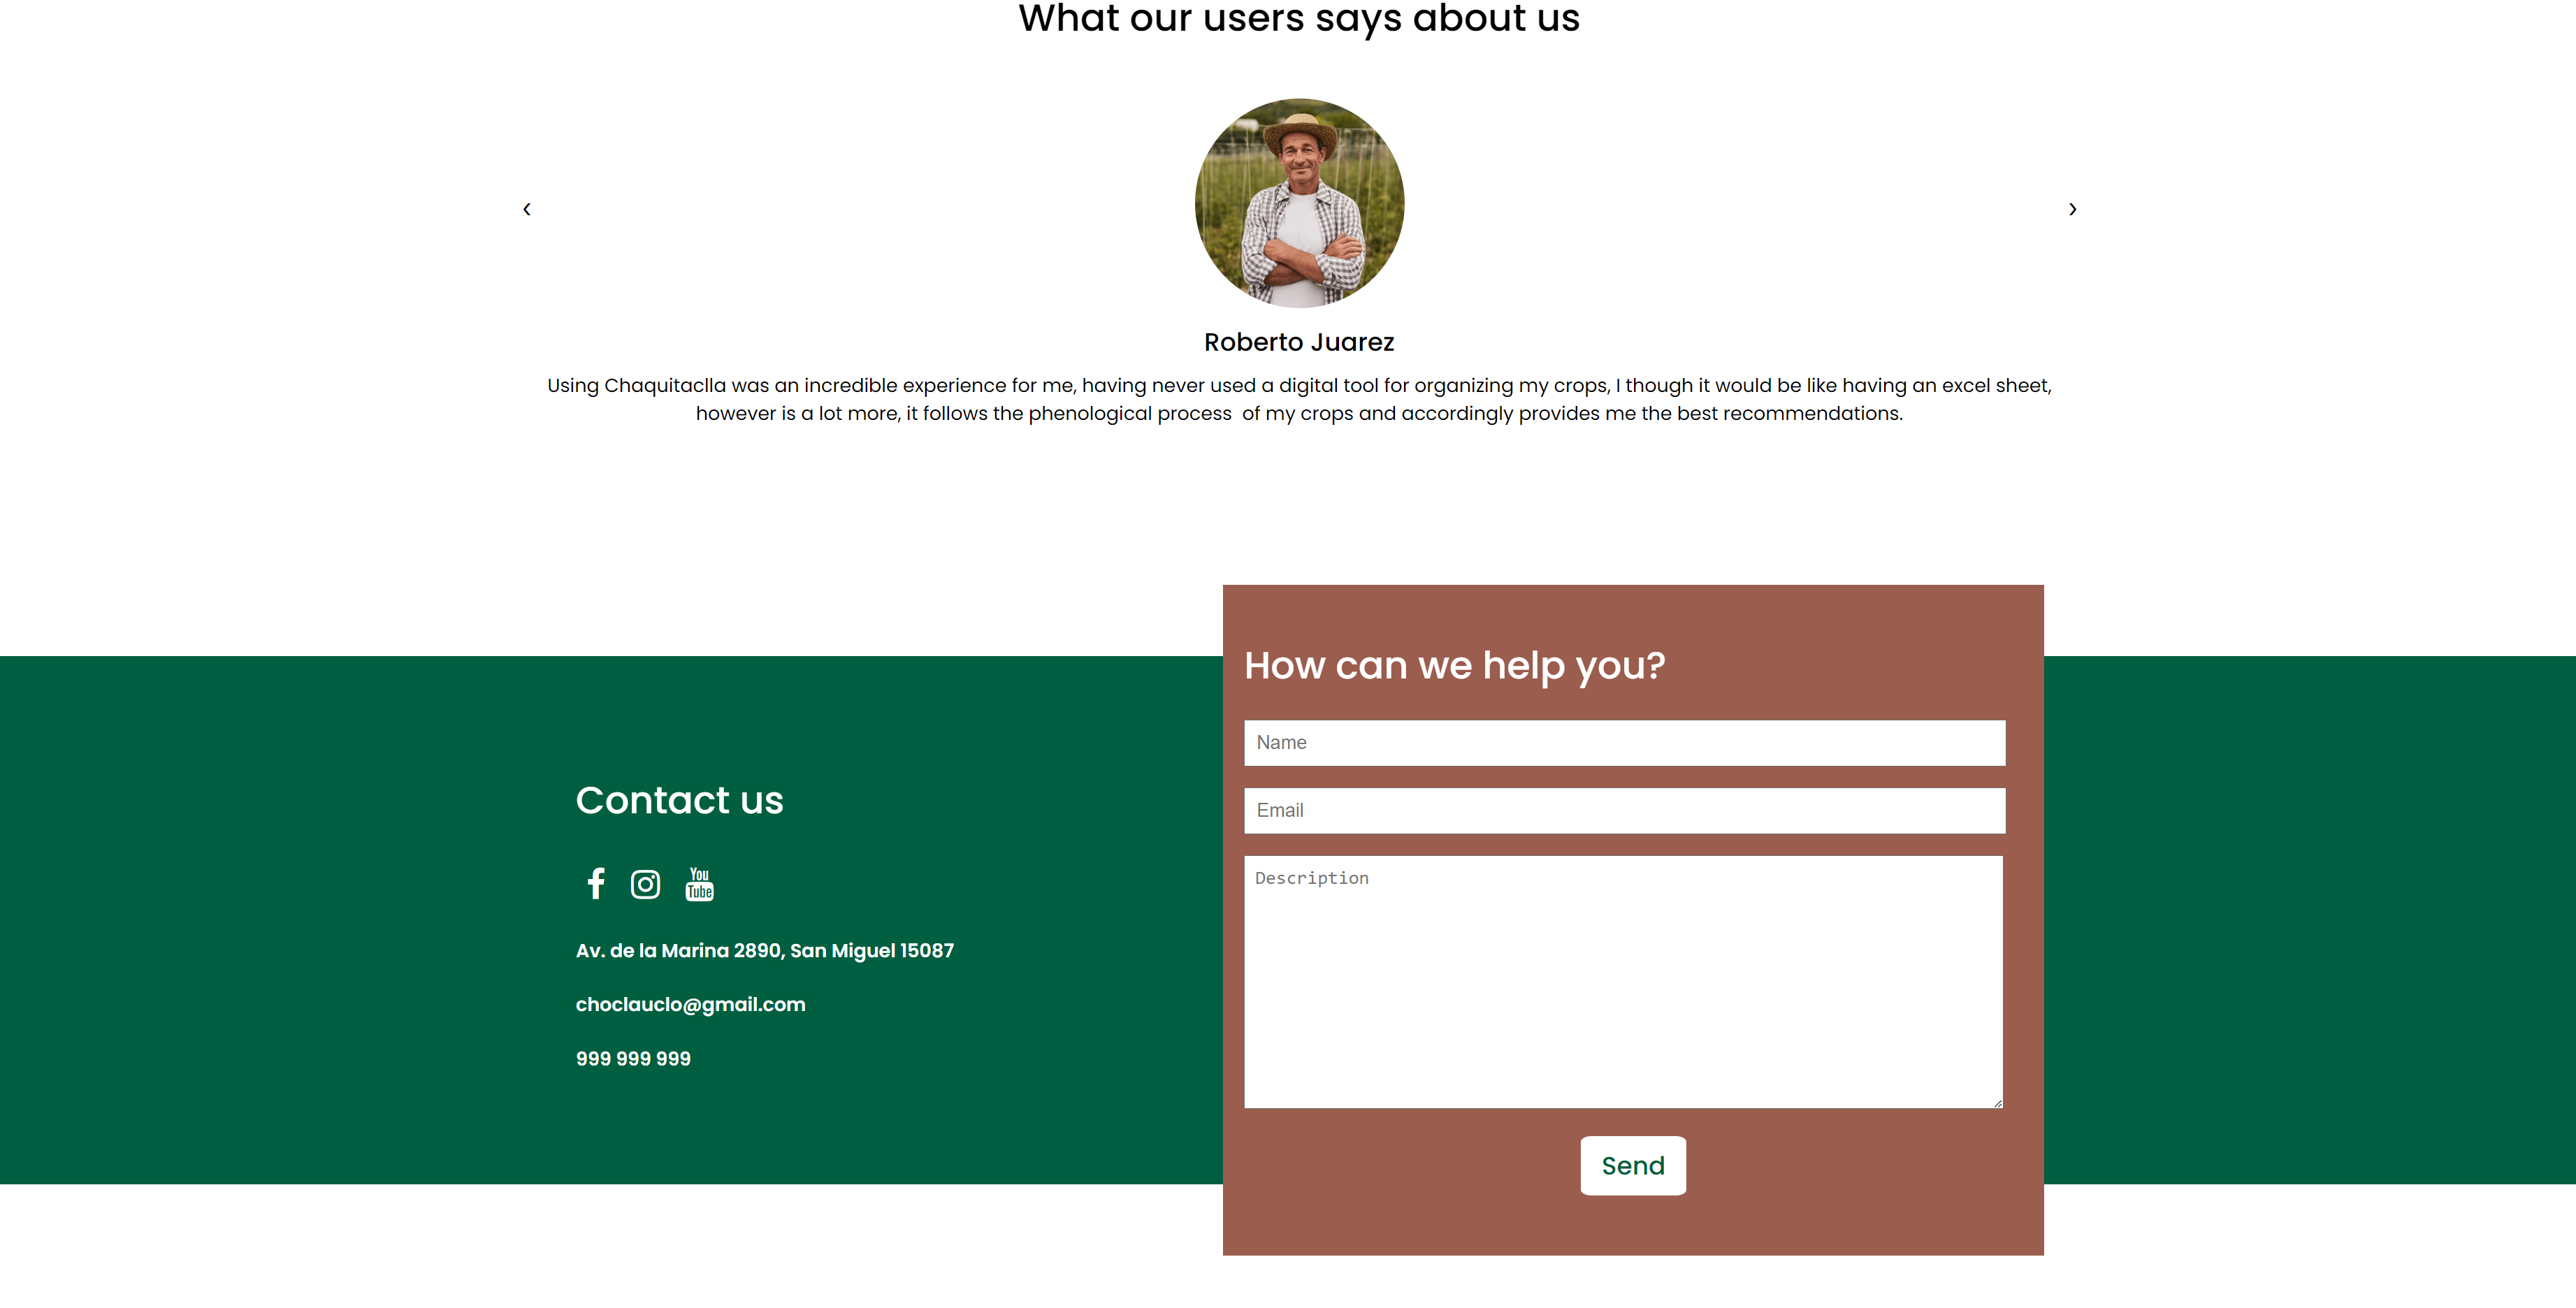 What our users says about us
‹
›
Roberto Juarez
Using Chaquitaclla was an incredible experience for me, having never used a digital tool for organizing my crops, I though it would be like having an excel sheet,
however is a lot more, it follows the phenological process  of my crops and accordingly provides me the best recommendations.
Contact us
You
Tube
Av. de la Marina 2890, San Miguel 15087
choclauclo@gmail.com
999 999 999
How can we help you?
Name
Email
Description
Send